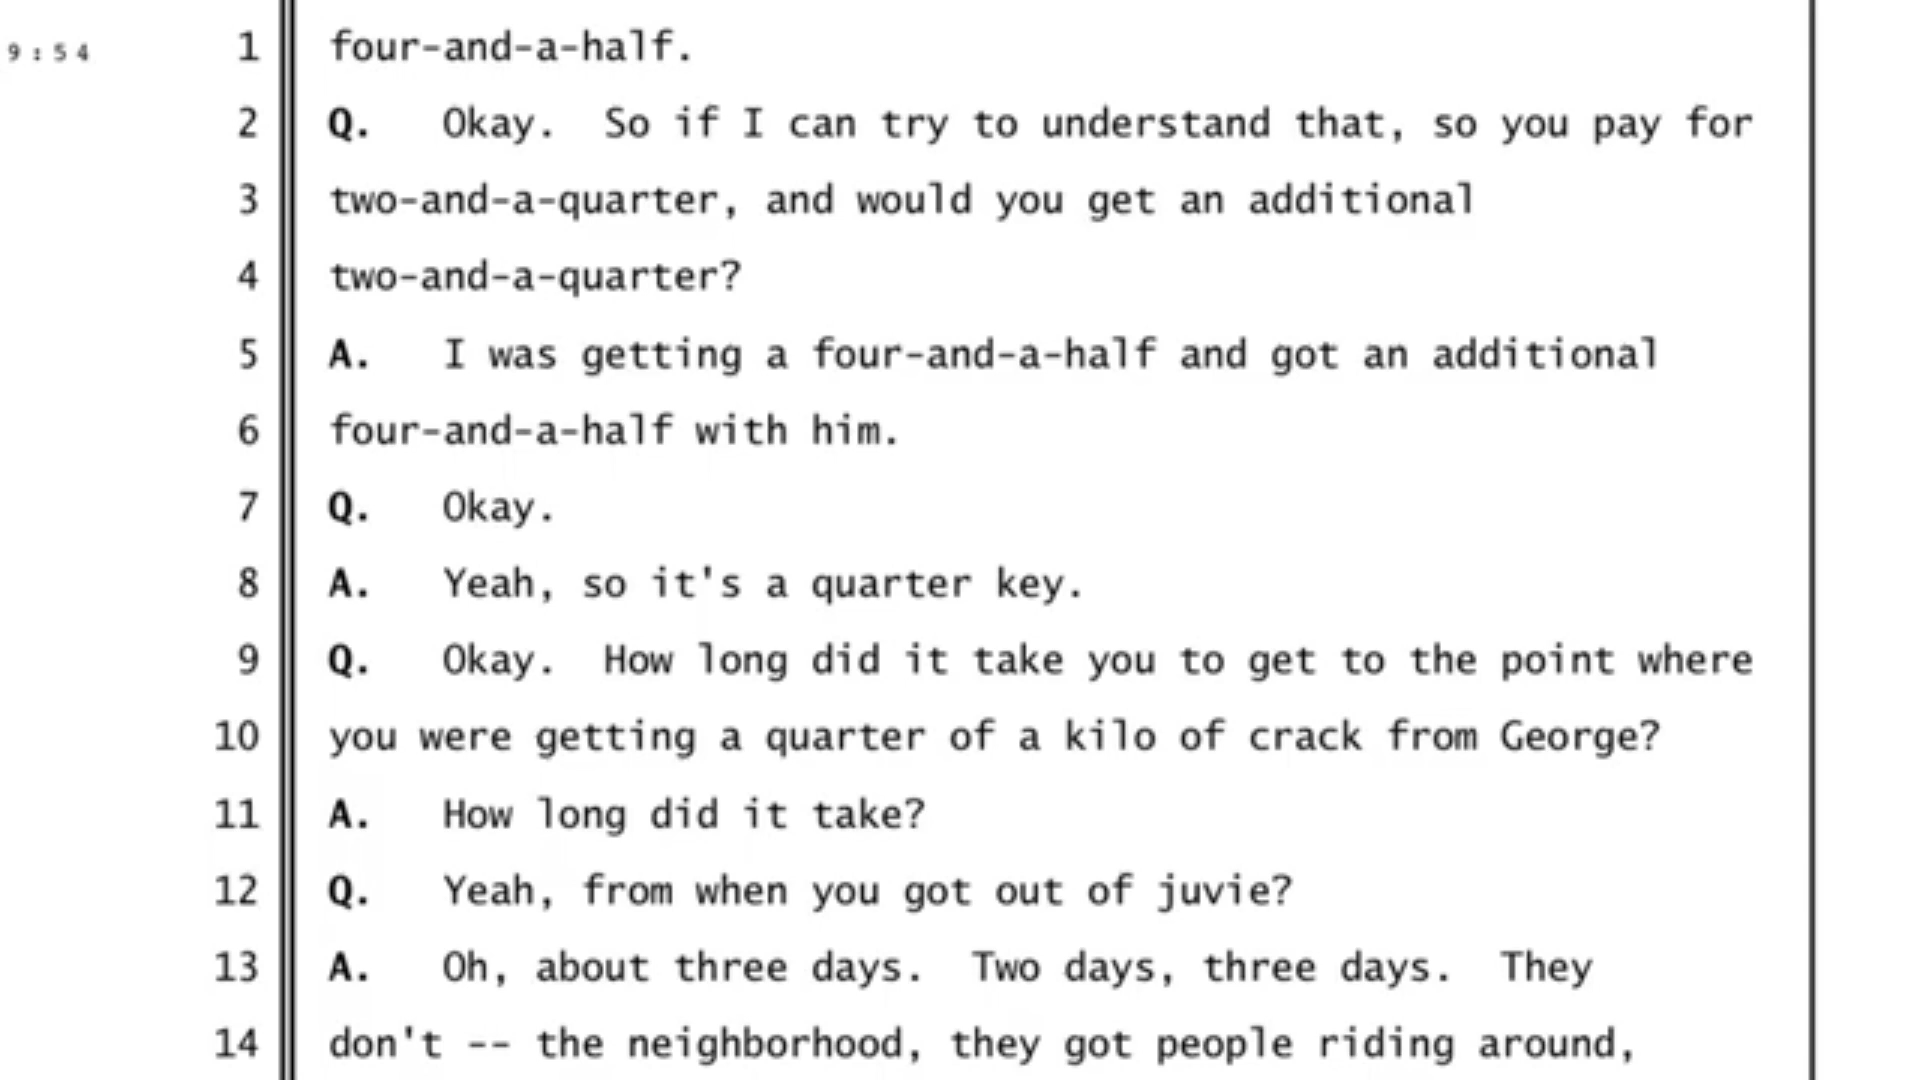 9:54 1 four-and-a-half.
2 Q. Okay. So if I can try to understand that, so you pay for
3 two-and-a-quarter, and would you get an additional
4 two-and-a-quarter?
5 A. I was getting a four-and-a-half and got an additional
6 four-and-a-half with him.
7 Q. Okay.
8 A. Yeah, so it's a quarter key.
9 Q. Okay. How long did it take you to get to the point where
10 you were getting a quarter of a kilo of crack from George?
11 A. How long did it take?
12 Q. Yeah, from when you got out of juvie?
13 A. Oh, about three days. Two days, three days. They
14 don't -- the neighborhood, they got people riding around,